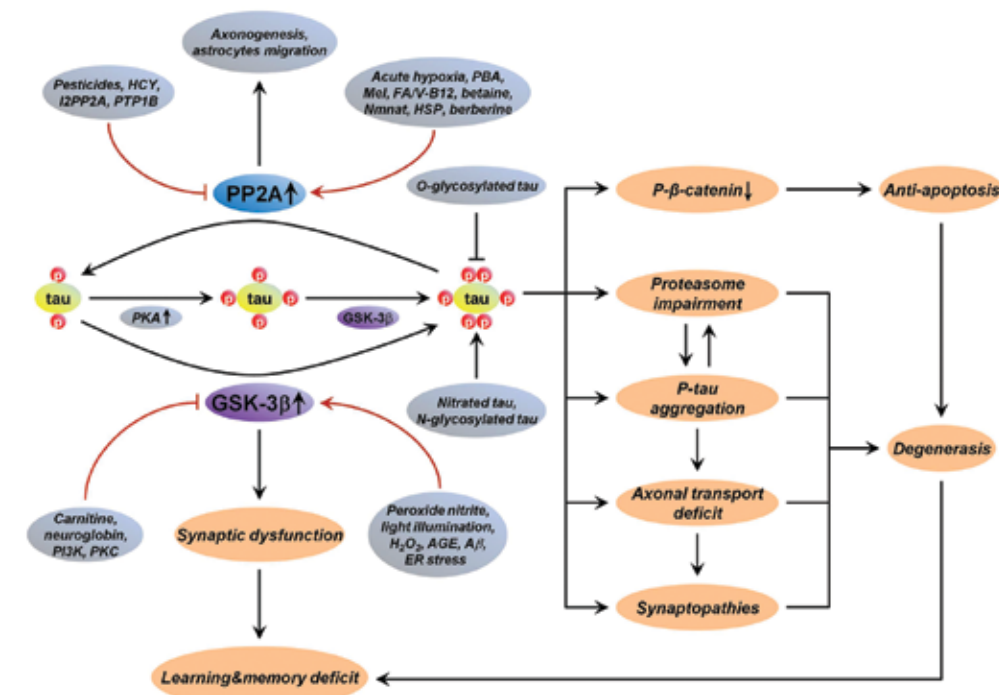 Axonogenesis,
astrocytes migration
Pesticides, HCY,
I2PP2A, PTP1B
Acute hypoxia, PBA,
Mel, FA/V-B12, betaine,
Nmnat, HSP, berberine
PP2A↑
O-glycosylated tau
P-β-catenin↓
Anti-apoptosis
p
p
tau
PKA↑
p
p
p
p
tau
GSK-3β
p
p
p
p
p
p
tau
Proteasome
impairment
GSK-3β↑
Nitrated tau,
N-glycosylated tau
P-tau
aggregation
Degenerasis
Carnitine,
neuroglobin,
PI3K, PKC
Synaptic dysfunction
Peroxide nitrite,
light illumination,
H₂O₂, AGE, Aβ,
ER stress
Axonal transport
deficit
Synaptopathies
Learning&memory deficit